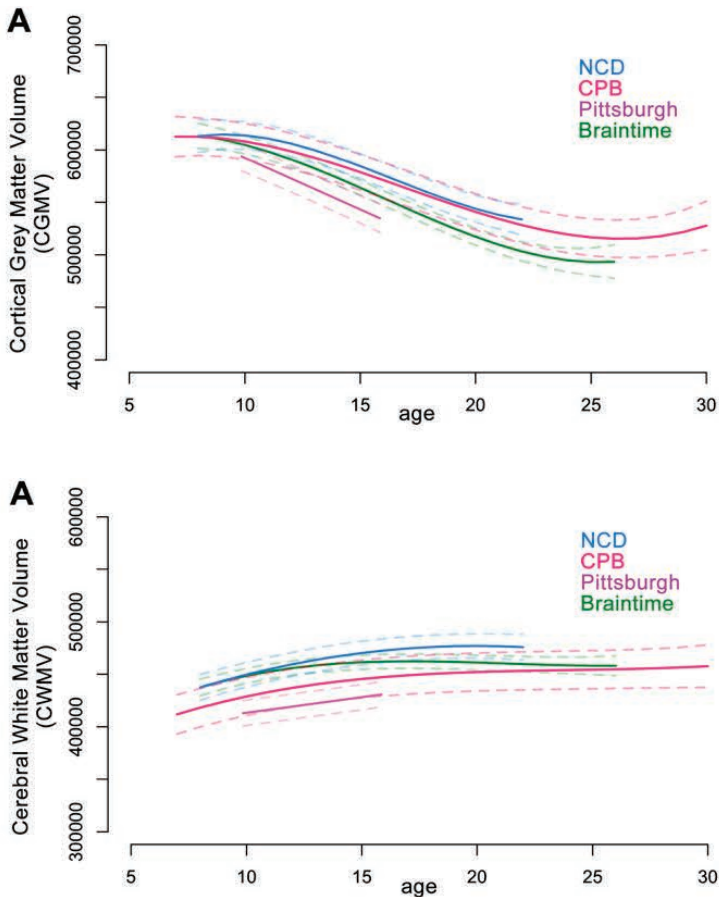 A
Cortical Grey Matter Volume
(CGMV)
700000
600000
500000
400000
NCD
CPB
Pittsburgh
Braintime
5 10 15 20 25 30
age
A
Cerebral White Matter Volume
(CWMV)
600000
500000
400000
300000
NCD
CPB
Pittsburgh
Braintime
5 10 15 20 25 30
age